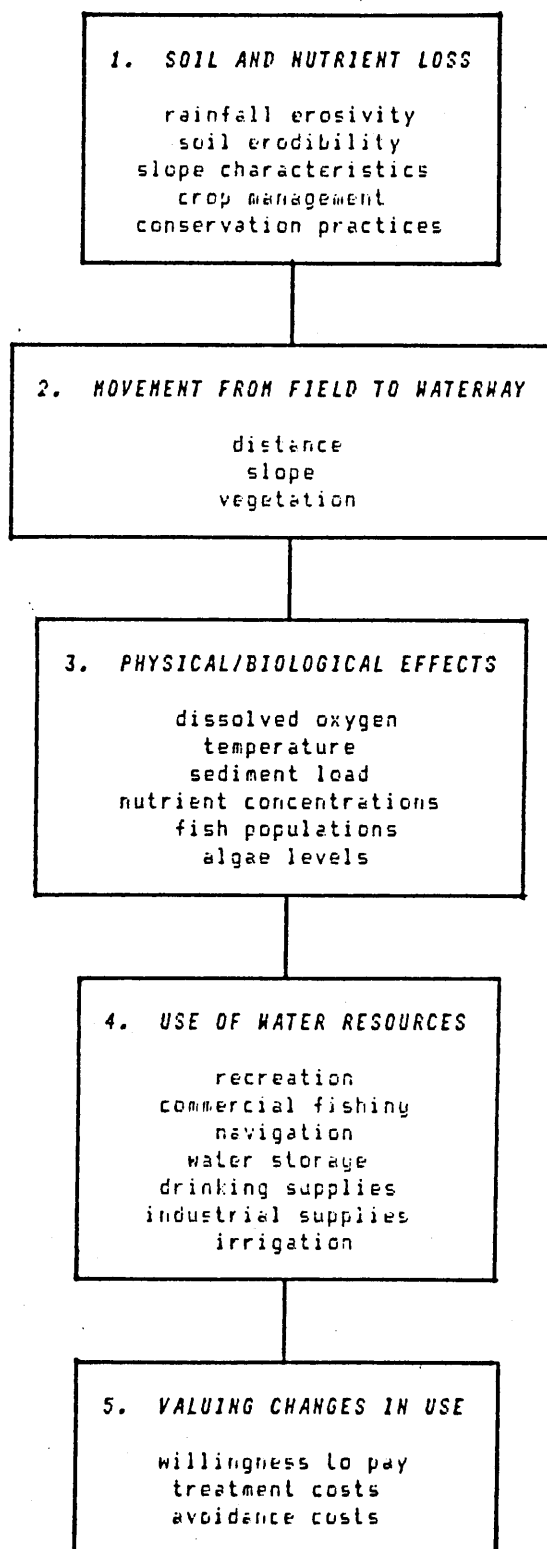 1. SOIL AND NUTRIENT LOSS
rainfall erosivity
soil erodibility
slope characteristics
crop management
conservation practices
2. MOVEMENT FROM FIELD TO WATERWAY
distance
slope
vegetation
3. PHYSICAL/BIOLOGICAL EFFECTS
dissolved oxygen
temperature
sediment load
nutrient concentrations
fish populations
algae levels
4. USE OF WATER RESOURCES
recreation
commercial fishing
navigation
water storage
drinking supplies
industrial supplies
irrigation
5. VALUING CHANGES IN USE
willingness to pay
treatment costs
avoidance costs